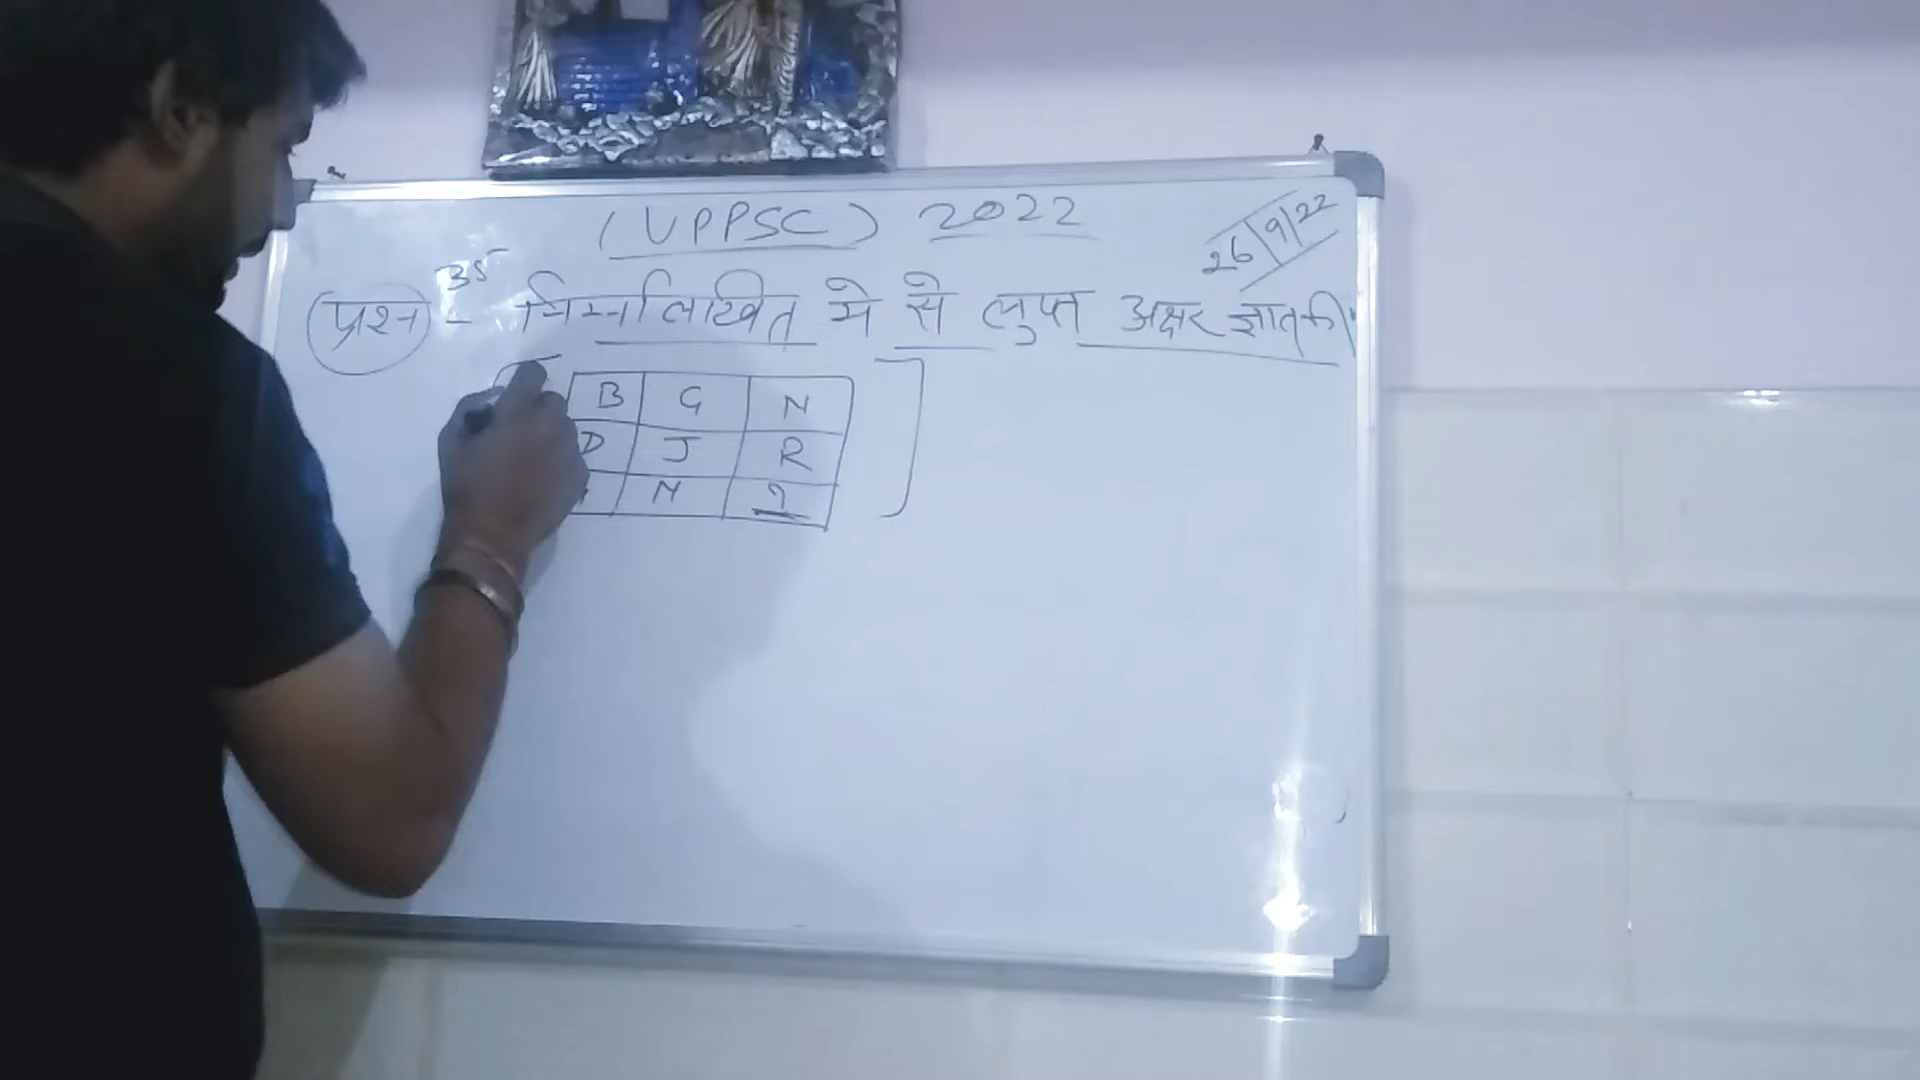 (UPPSC) 2022
26/9/22
प्रश्न 35 - निम्नलिखित मे से लुप्त अक्षर ज्ञात की
B G N
D J R
M ?